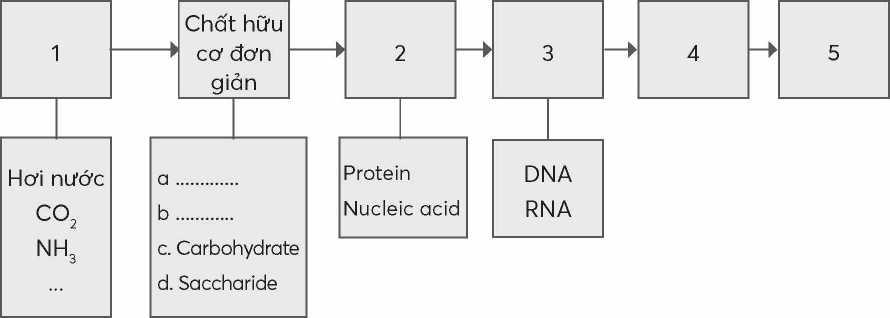 1
Chất hữu
cơ đơn
giản
2
3
4
5
Hơi nước
CO₂
NH₃
...
a .............
b ............
c. Carbohydrate
d. Saccharide
Protein
Nucleic acid
DNA
RNA